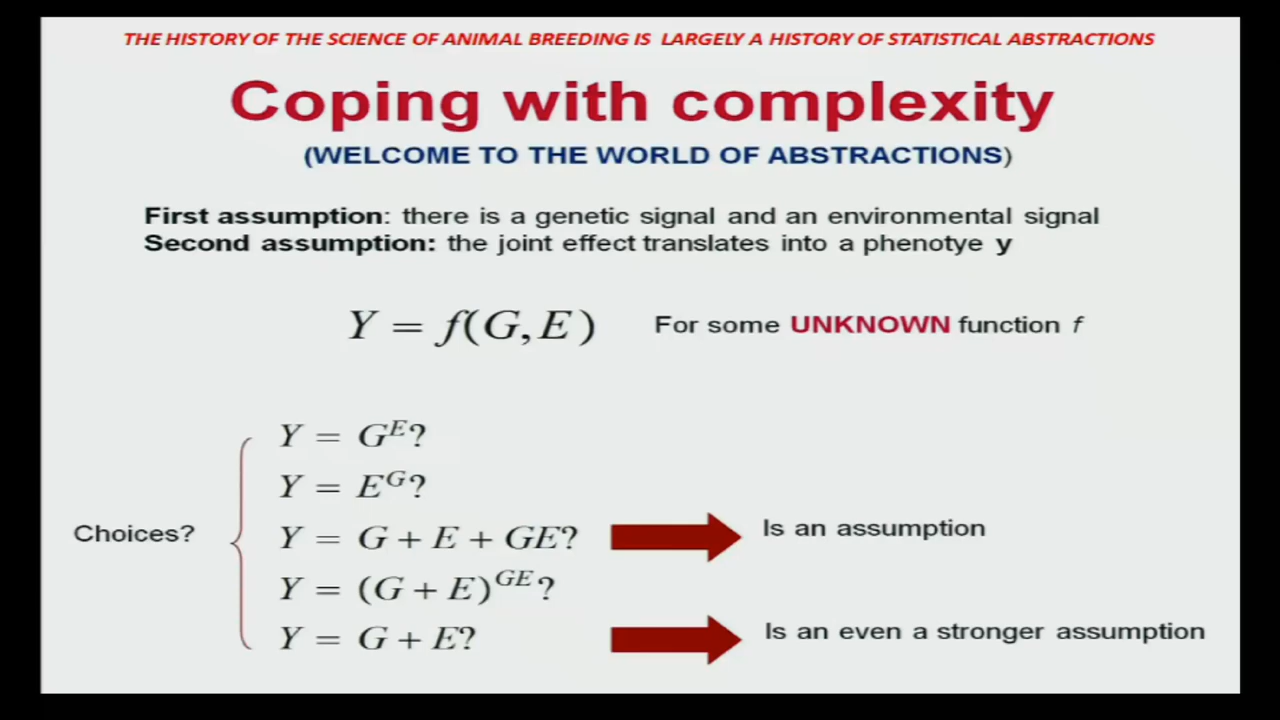 THE HISTORY OF THE SCIENCE OF ANIMAL BREEDING IS LARGELY A HISTORY OF STATISTICAL ABSTRACTIONS
Coping with complexity
(WELCOME TO THE WORLD OF ABSTRACTIONS)
First assumption: there is a genetic signal and an environmental signal
Second assumption: the joint effect translates into a phenotye y
Y = f(G,E) For some UNKNOWN function f
Y = G^E?
Y = E^G?
Choices?
Y = G + E + GE? Is an assumption
Y = (G + E)^GE?
Y = G + E? Is an even a stronger assumption